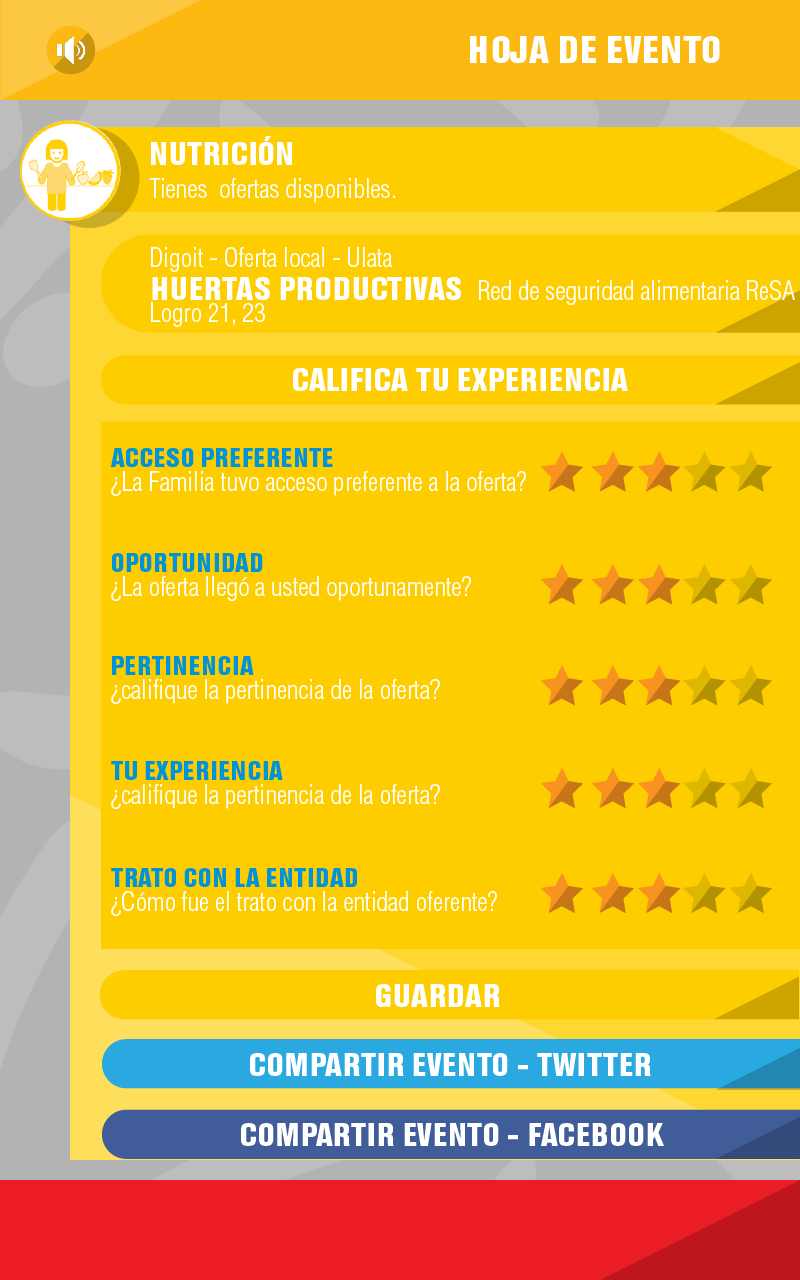 HOJA DE EVENTO
NUTRICIÓN
Tienes ofertas disponibles.
Digoit - Oferta local - Ulata
HUERTAS PRODUCTIVAS Red de seguridad alimentaria ReSA
Logro 21, 23
CALIFICA TU EXPERIENCIA
ACCESO PREFERENTE
¿La Familia tuvo acceso preferente a la oferta?
OPORTUNIDAD
¿La oferta llegó a usted oportunamente?
PERTINENCIA
¿califique la pertinencia de la oferta?
TU EXPERIENCIA
¿califique la pertinencia de la oferta?
TRATO CON LA ENTIDAD
¿Cómo fue el trato con la entidad oferente?
GUARDAR
COMPARTIR EVENTO - TWITTER
COMPARTIR EVENTO - FACEBOOK